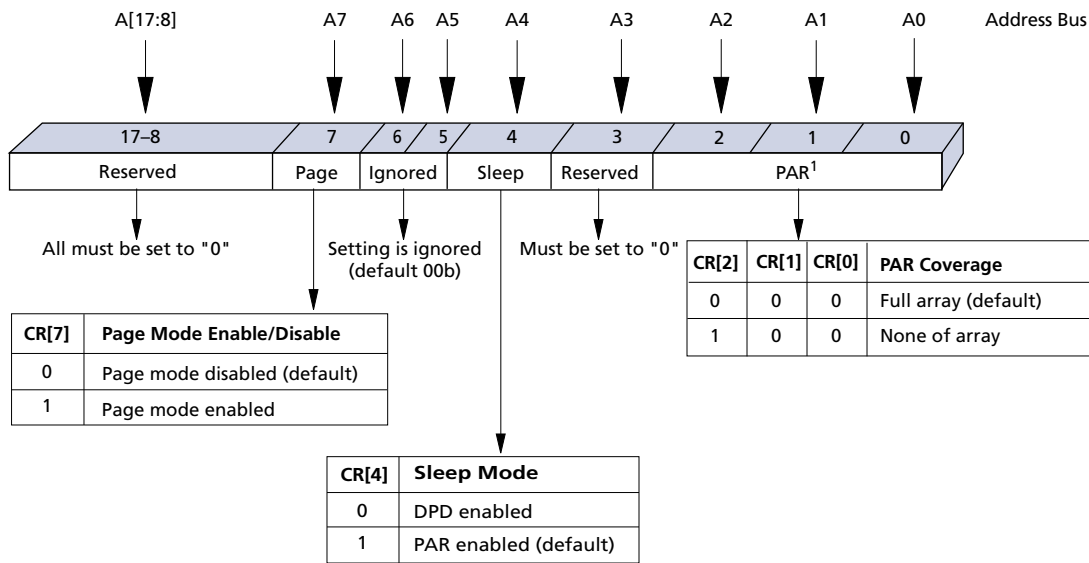 A[17:8] A7 A6 A5 A4 A3 A2 A1 A0 Address Bus
17–8 7 6 5 4 3 2 1 0
Reserved Page Ignored Sleep Reserved PAR1
All must be set to "0"
Setting is ignored
(default 00b)
Must be set to "0"
CR[2] CR[1] CR[0] PAR Coverage
0 0 0 Full array (default)
1 0 0 None of array
CR[7] Page Mode Enable/Disable
0 Page mode disabled (default)
1 Page mode enabled
CR[4] Sleep Mode
0 DPD enabled
1 PAR enabled (default)